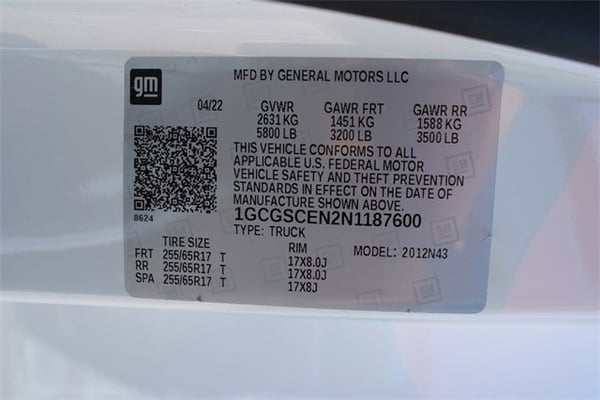 gm
MFD BY GENERAL MOTORS LLC
04/22 GVWR GAWR FRT GAWR RR
2631 KG 1451 KG 1588 KG
5800 LB 3200 LB 3500 LB
THIS VEHICLE CONFORMS TO ALL
APPLICABLE U.S. FEDERAL MOTOR
VEHICLE SAFETY AND THEFT PREVENTION
STANDARDS IN EFFECT ON THE DATE OF
MANUFACTURE SHOWN ABOVE.
8624
1GCGSCEN2N1187600
TYPE: TRUCK
TIRE SIZE RIM MODEL: 2012N43
FRT 255/65R17 T 17X8.0J
RR 255/65R17 T 17X8.0J
SPA 255/65R17 T 17X8J